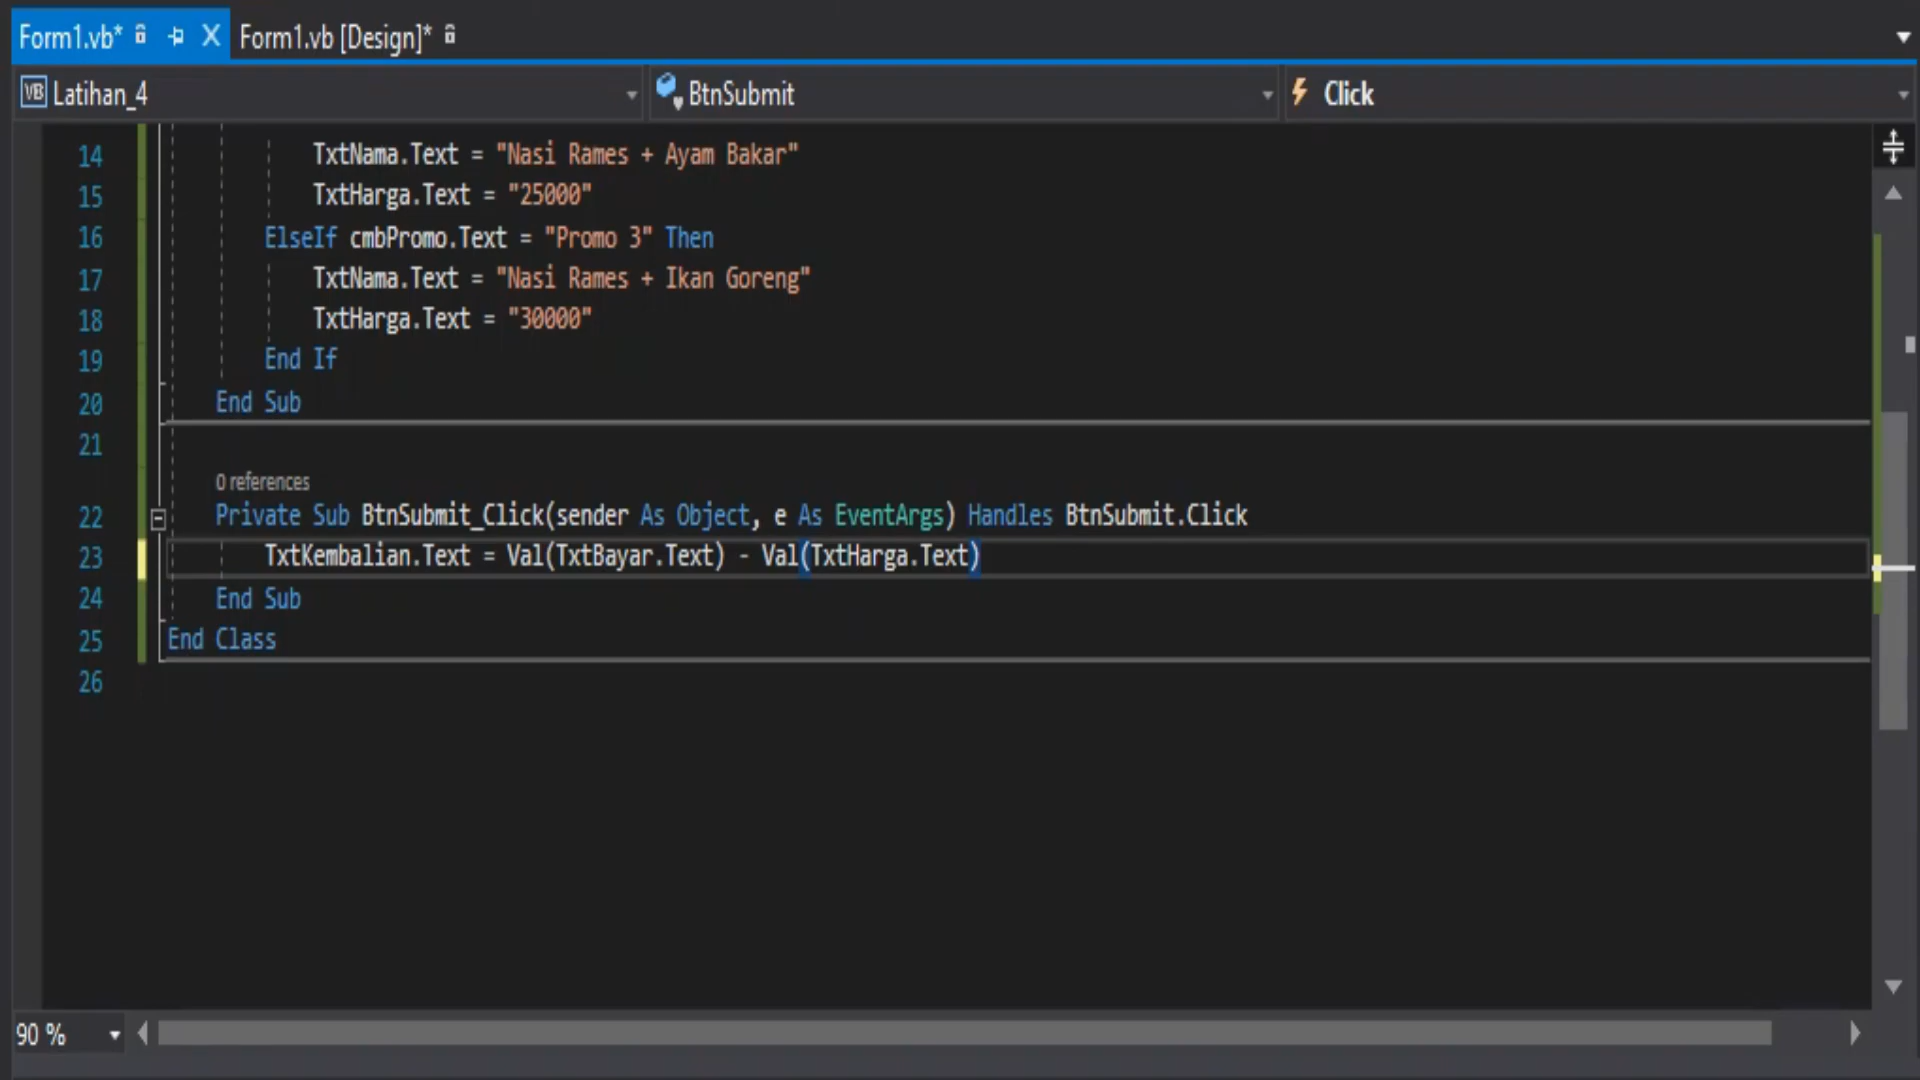 Form1.vb* Form1.vb [Design]*
VB Latihan_4 BtnSubmit Click
14 TxtNama.Text = "Nasi Rames + Ayam Bakar"
15 TxtHarga.Text = "25000"
16 ElseIf cmbPromo.Text = "Promo 3" Then
17 TxtNama.Text = "Nasi Rames + Ikan Goreng"
18 TxtHarga.Text = "30000"
19 End If
20 End Sub
21
0 references
22 Private Sub BtnSubmit_Click(sender As Object, e As EventArgs) Handles BtnSubmit.Click
23 TxtKembalian.Text = Val(TxtBayar.Text) - Val(TxtHarga.Text)
24 End Sub
25 End Class
26
90 %